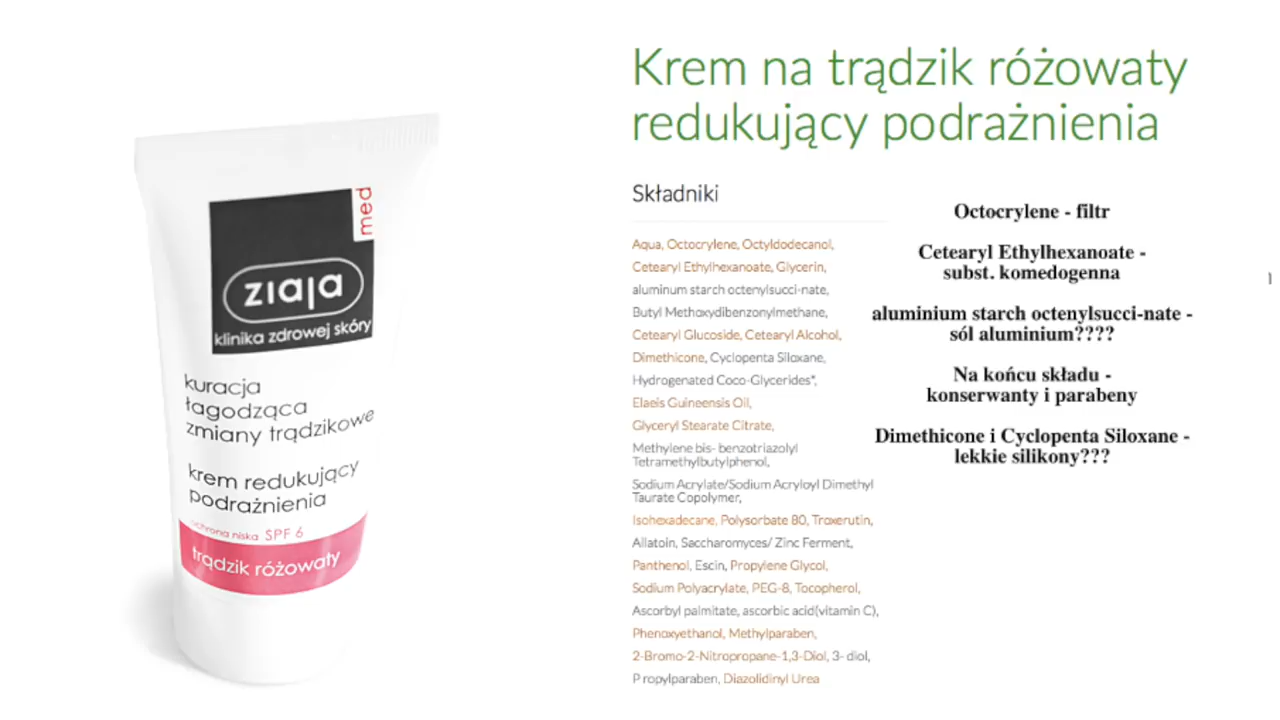 med
ziaja
klinika zdrowej skóry
kuracja
łagodząca
zmiany trądzikowe
krem redukujący
podrażnienia
ochrona niska SPF 6
trądzik różowaty
Krem na trądzik różowaty
redukujący podrażnienia
Składniki
Aqua, Octocrylene, Octyldodecanol,
Cetearyl Ethylhexanoate, Glycerin,
aluminum starch octenylsucci-nate,
Butyl Methoxydibenzonylmethane,
Cetearyl Glucoside, Cetearyl Alcohol,
Dimethicone, Cyclopenta Siloxane,
Hydrogenated Coco-Glycerides*,
Elaeis Guineensis Oil,
Glyceryl Stearate Citrate,
Methylene bis- benzotriazolyl
Tetramethylbutylphenol,
Sodium Acrylate/Sodium Acryloyl Dimethyl
Taurate Copolymer,
Isohexadecane, Polysorbate 80, Troxerutin,
Allatoin, Saccharomyces/ Zinc Ferment,
Panthenol, Escin, Propylene Glycol,
Sodium Polyacrylate, PEG-8, Tocopherol,
Ascorbyl palmitate, ascorbic acid(vitamin C),
Phenoxyethanol, Methylparaben,
2-Bromo-2-Nitropropane-1,3-Diol, 3- diol,
P ropylparaben, Diazolidinyl Urea
Octocrylene - filtr
Cetearyl Ethylhexanoate -
subst. komedogenna
aluminium starch octenylsucci-nate -
sól aluminium????
Na końcu składu -
konserwanty i parabeny
Dimethicone i Cyclopenta Siloxane -
lekkie silikony???